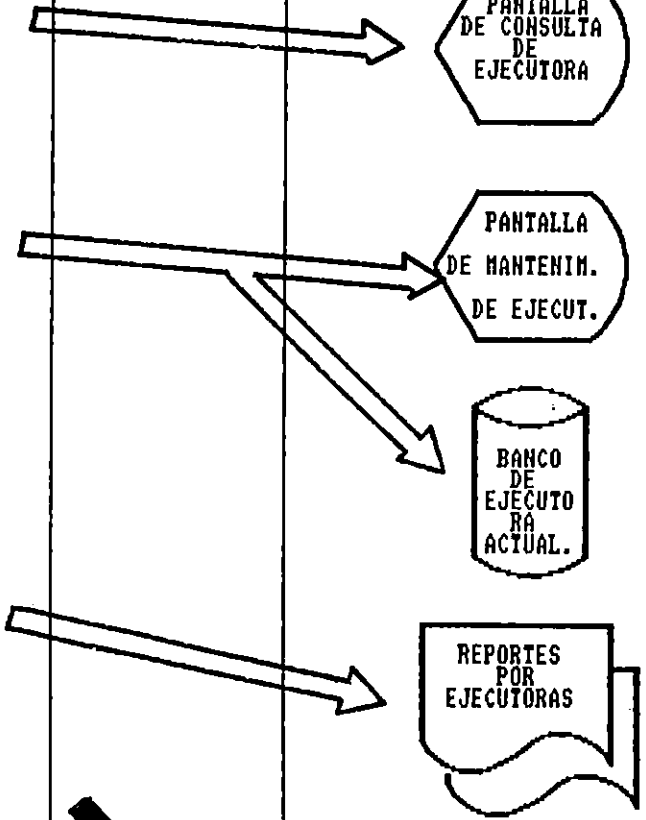 PANTALLA
DE CONSULTA
DE
EJECUTORA
PANTALLA
DE MANTENIM.
DE EJECUT.
BANCO
DE
EJECUTO
RA
ACTUAL.
REPORTES
POR
EJECUTORAS